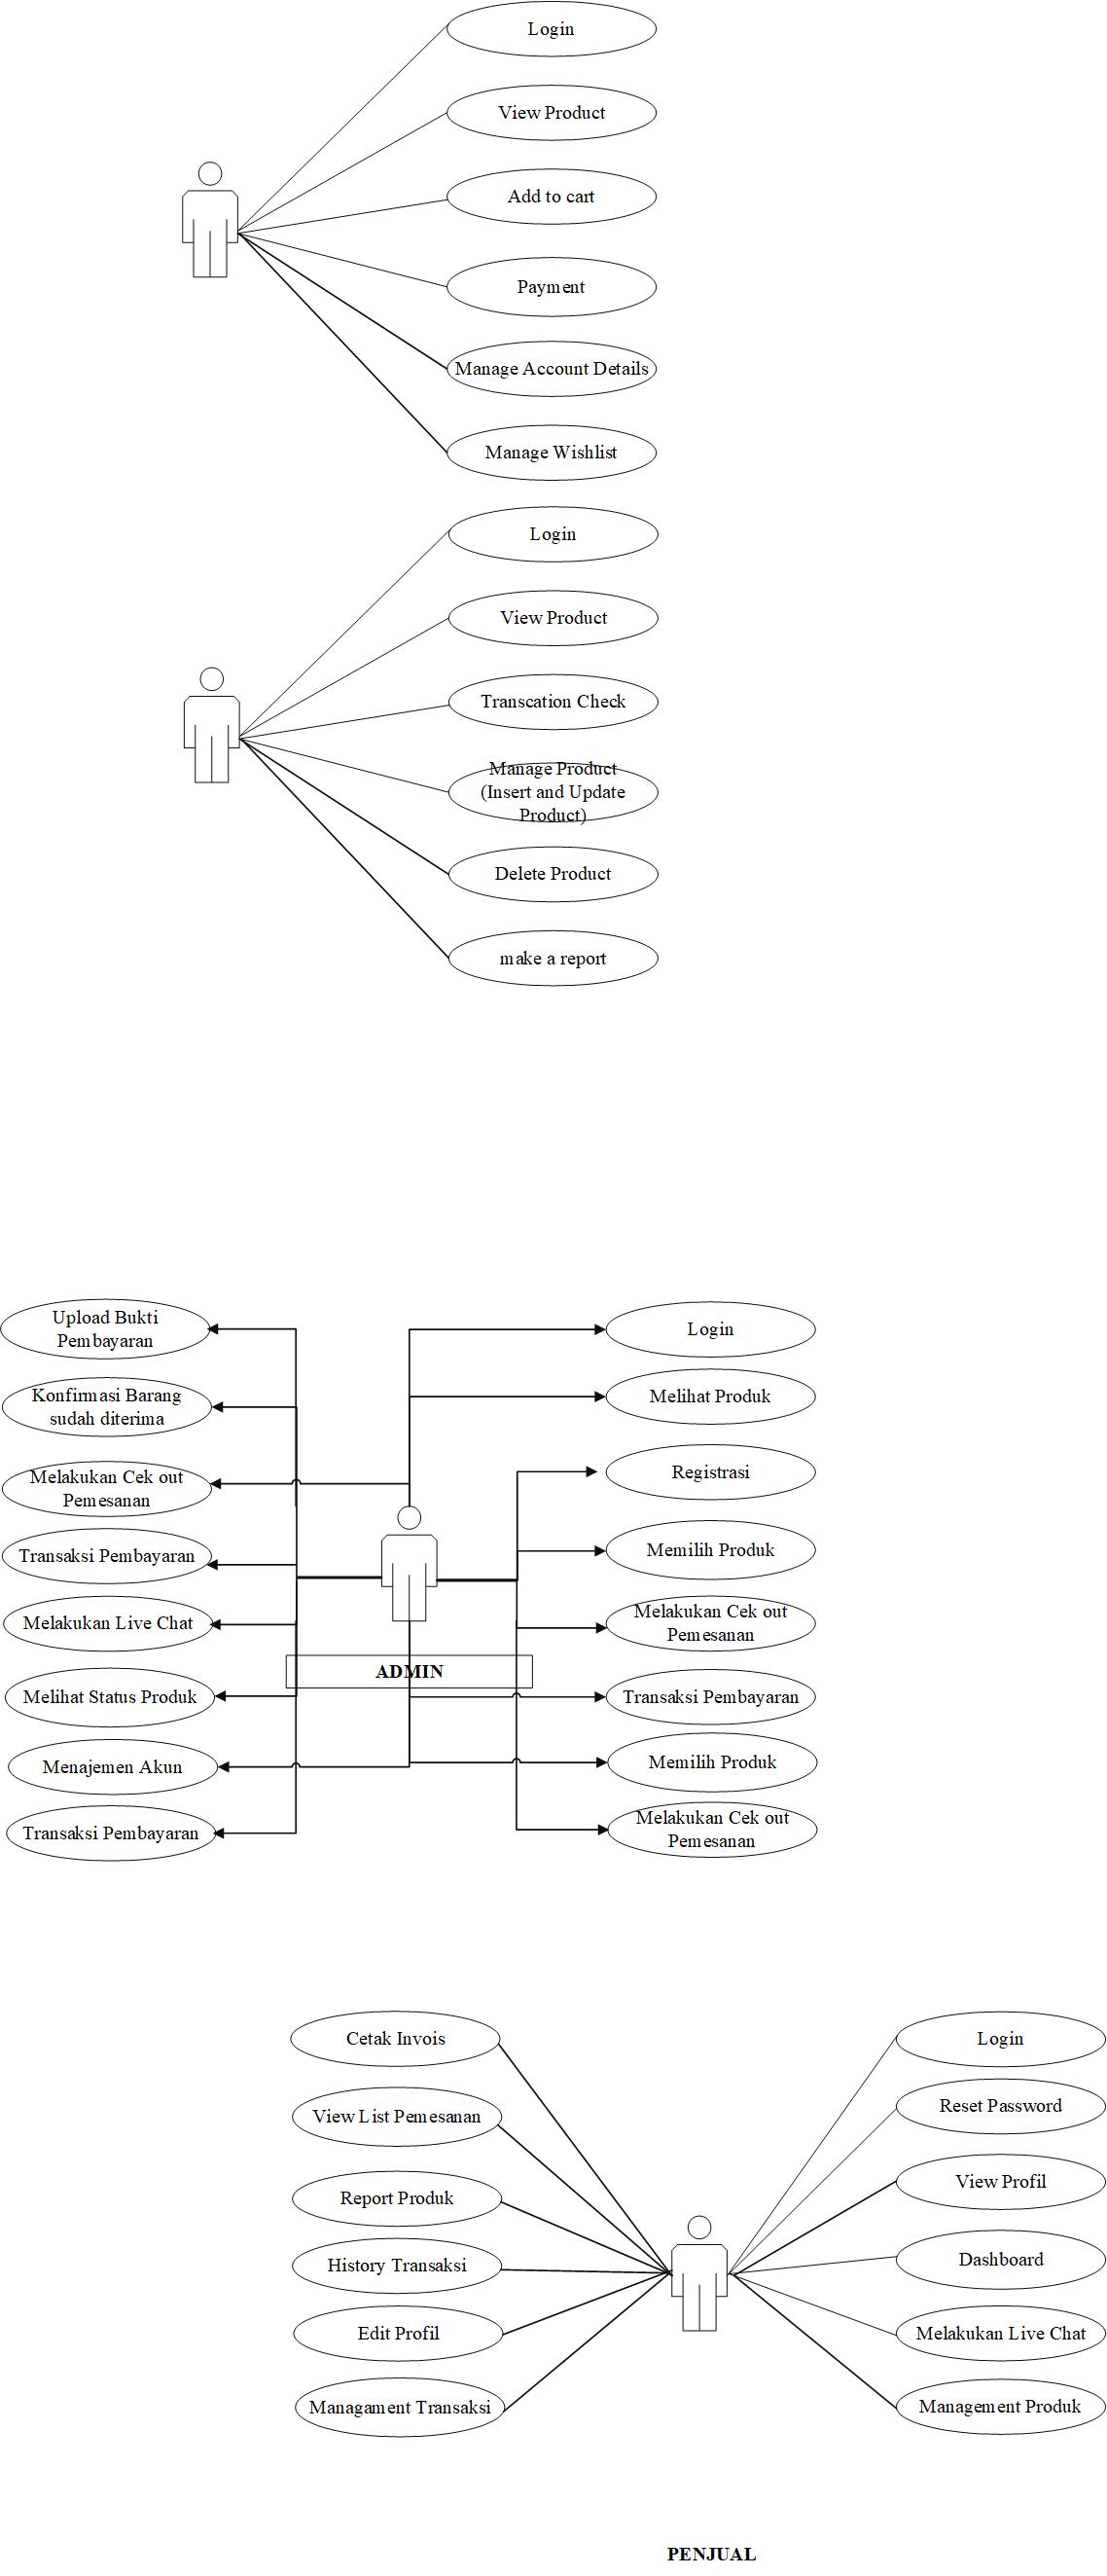 Login
View Product
Add to cart
Payment
Manage Account Details
Manage Wishlist
Login
View Product
Transcation Check
Manage Product
(Insert and Update
Product)
Delete Product
make a report
Upload Bukti
Pembayaran
Konfirmasi Barang
sudah diterima
Melakukan Cek out
Pemesanan
Transaksi Pembayaran
Melakukan Live Chat
Melihat Status Produk
Menajemen Akun
Transaksi Pembayaran
ADMIN
Login
Melihat Produk
Registrasi
Memilih Produk
Melakukan Cek out
Pemesanan
Transaksi Pembayaran
Memilih Produk
Melakukan Cek out
Pemesanan
Cetak Invois
View List Pemesanan
Report Produk
History Transaksi
Edit Profil
Managament Transaksi
Login
Reset Password
View Profil
Dashboard
Melakukan Live Chat
Management Produk
PENJUAL